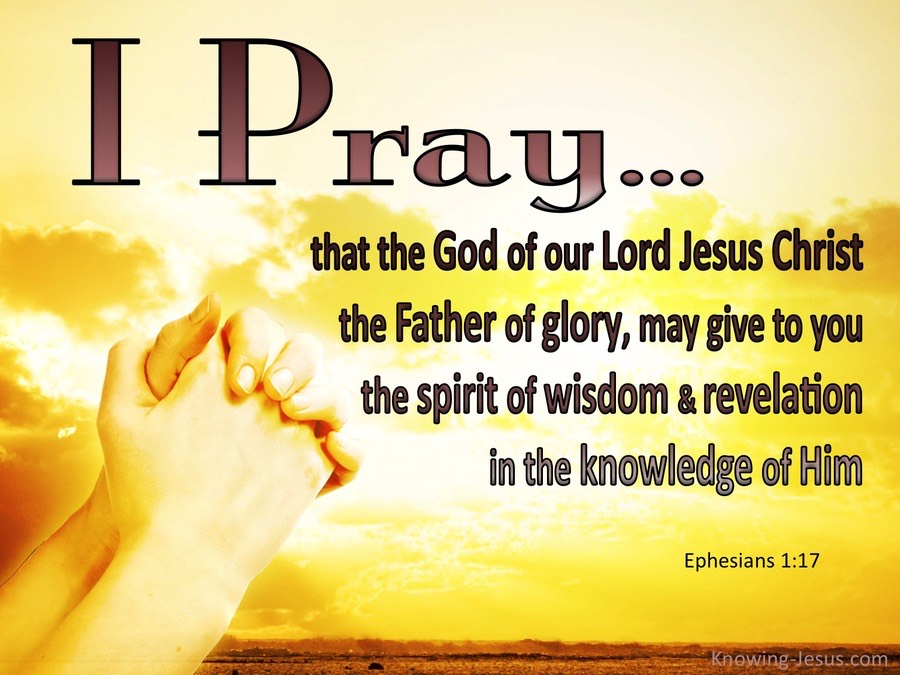 I Pray...
that the God of our Lord Jesus Christ
the Father of glory, may give to you
the spirit of wisdom & revelation
in the knowledge of Him
Ephesians 1:17
Knowing-Jesus.com